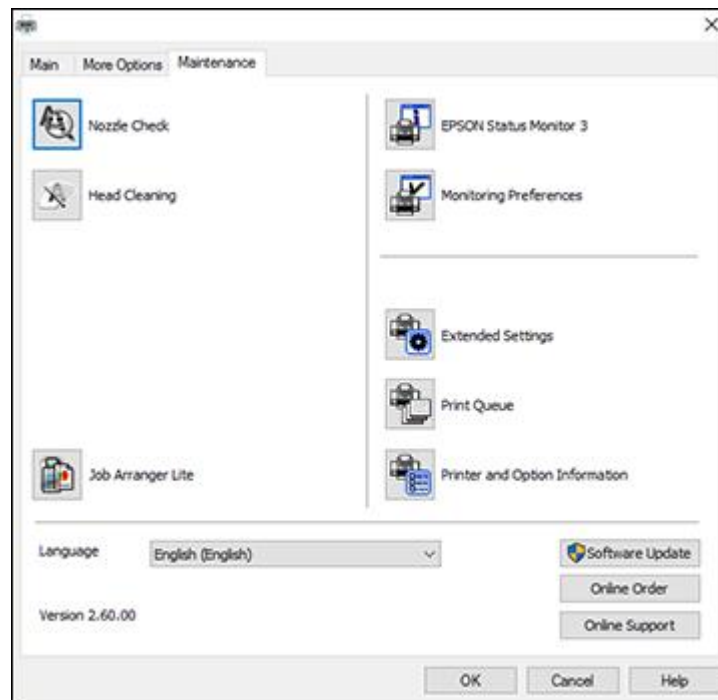 Main More Options Maintenance
Nozzle Check
Head Cleaning
Job Arranger Lite
EPSON Status Monitor 3
Monitoring Preferences
Extended Settings
Print Queue
Printer and Option Information
Language English (English)
Version 2.60.00
Software Update
Online Order
Online Support
OK Cancel Help